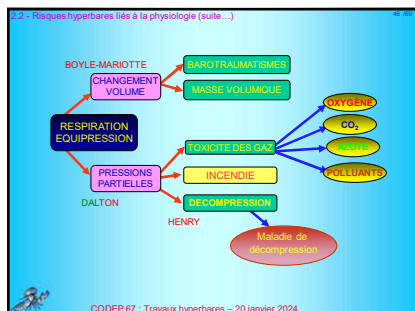 2.2 - Risques hyperbares liés à la physiologie (suite…)
46 /69
BOYLE-MARIOTTE
BAROTRAUMATISMES
CHANGEMENT
VOLUME
MASSE VOLUMIQUE
OXYGENE
RESPIRATION
EQUIPRESSION
CO2
TOXICITE DES GAZ
AZOTE
PRESSIONS
PARTIELLES
INCENDIE
POLLUANTS
DALTON
DECOMPRESSION
HENRY
Maladie de
décompression
CODEP 67 : Travaux hyperbares – 20 janvier 2024